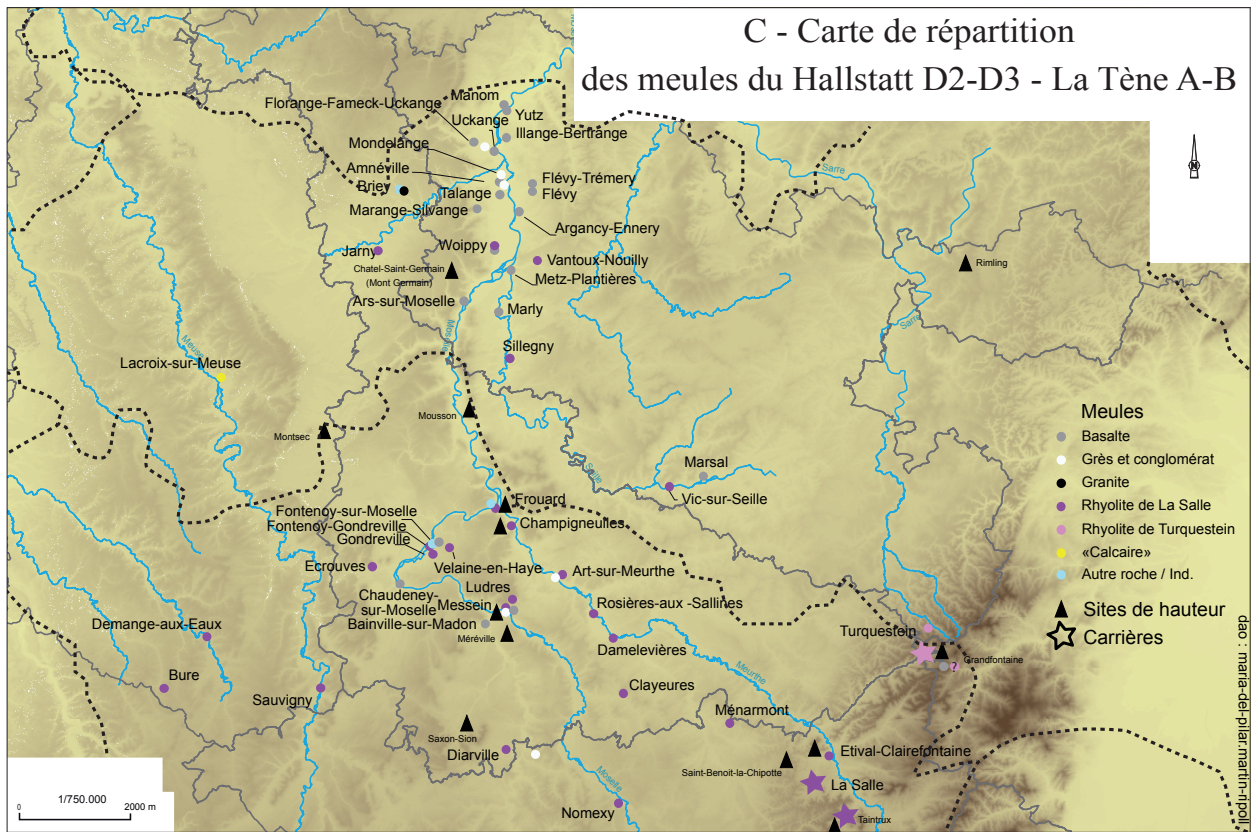 C - Carte de répartition
des meules du Hallstatt D2-D3 - La Tène A-B
Manom
Florange-Fameck-Uckange
Yutz
Uckange
Illange-Bertrange
Mondelange
Amnéville
Briey
Talange
Flévy-Trémery
Flévy
Marange-Silvange
Argancy-Ennery
Jarny
Woippy
Vantoux-Nouilly
Chatel-Saint-Germain
(Mont Germain)
Metz-Plantières
Ars-sur-Moselle
Marly
Sillegny
Moselle
Meuse
Lacroix-sur-Meuse
Sarre
Sarre
Rimling
Mousson
Montsec
Seille
Marsal
Vic-sur-Seille
Frouard
Champigneulles
Fontenoy-sur-Moselle
Fontenoy-Gondreville
Gondreville
Velaine-en-Haye
Ecrouves
Art-sur-Meurthe
Ludres
Chaudeney-
sur-Moselle
Messein
Bainville-sur-Madon
Méréville
Rosières-aux -Sallines
Damelevières
Demange-aux-Eaux
Bure
Sauvigny
Clayeures
Meurthe
Ménarmont
Saxon-Sion
Diarville
Moselle
Nomexy
Turquestein
Grandfontaine
?
Etival-Clairefontaine
Saint-Benoit-la-Chipotte
La Salle
Taintrux
Meules
Basalte
Grès et conglomérat
Granite
Rhyolite de La Salle
Rhyolite de Turquestein
«Calcaire»
Autre roche / Ind.
Sites de hauteur
Carrières
N
1/750.000
0 2000 m
dao : maria-del-pilar.martin-ripoll